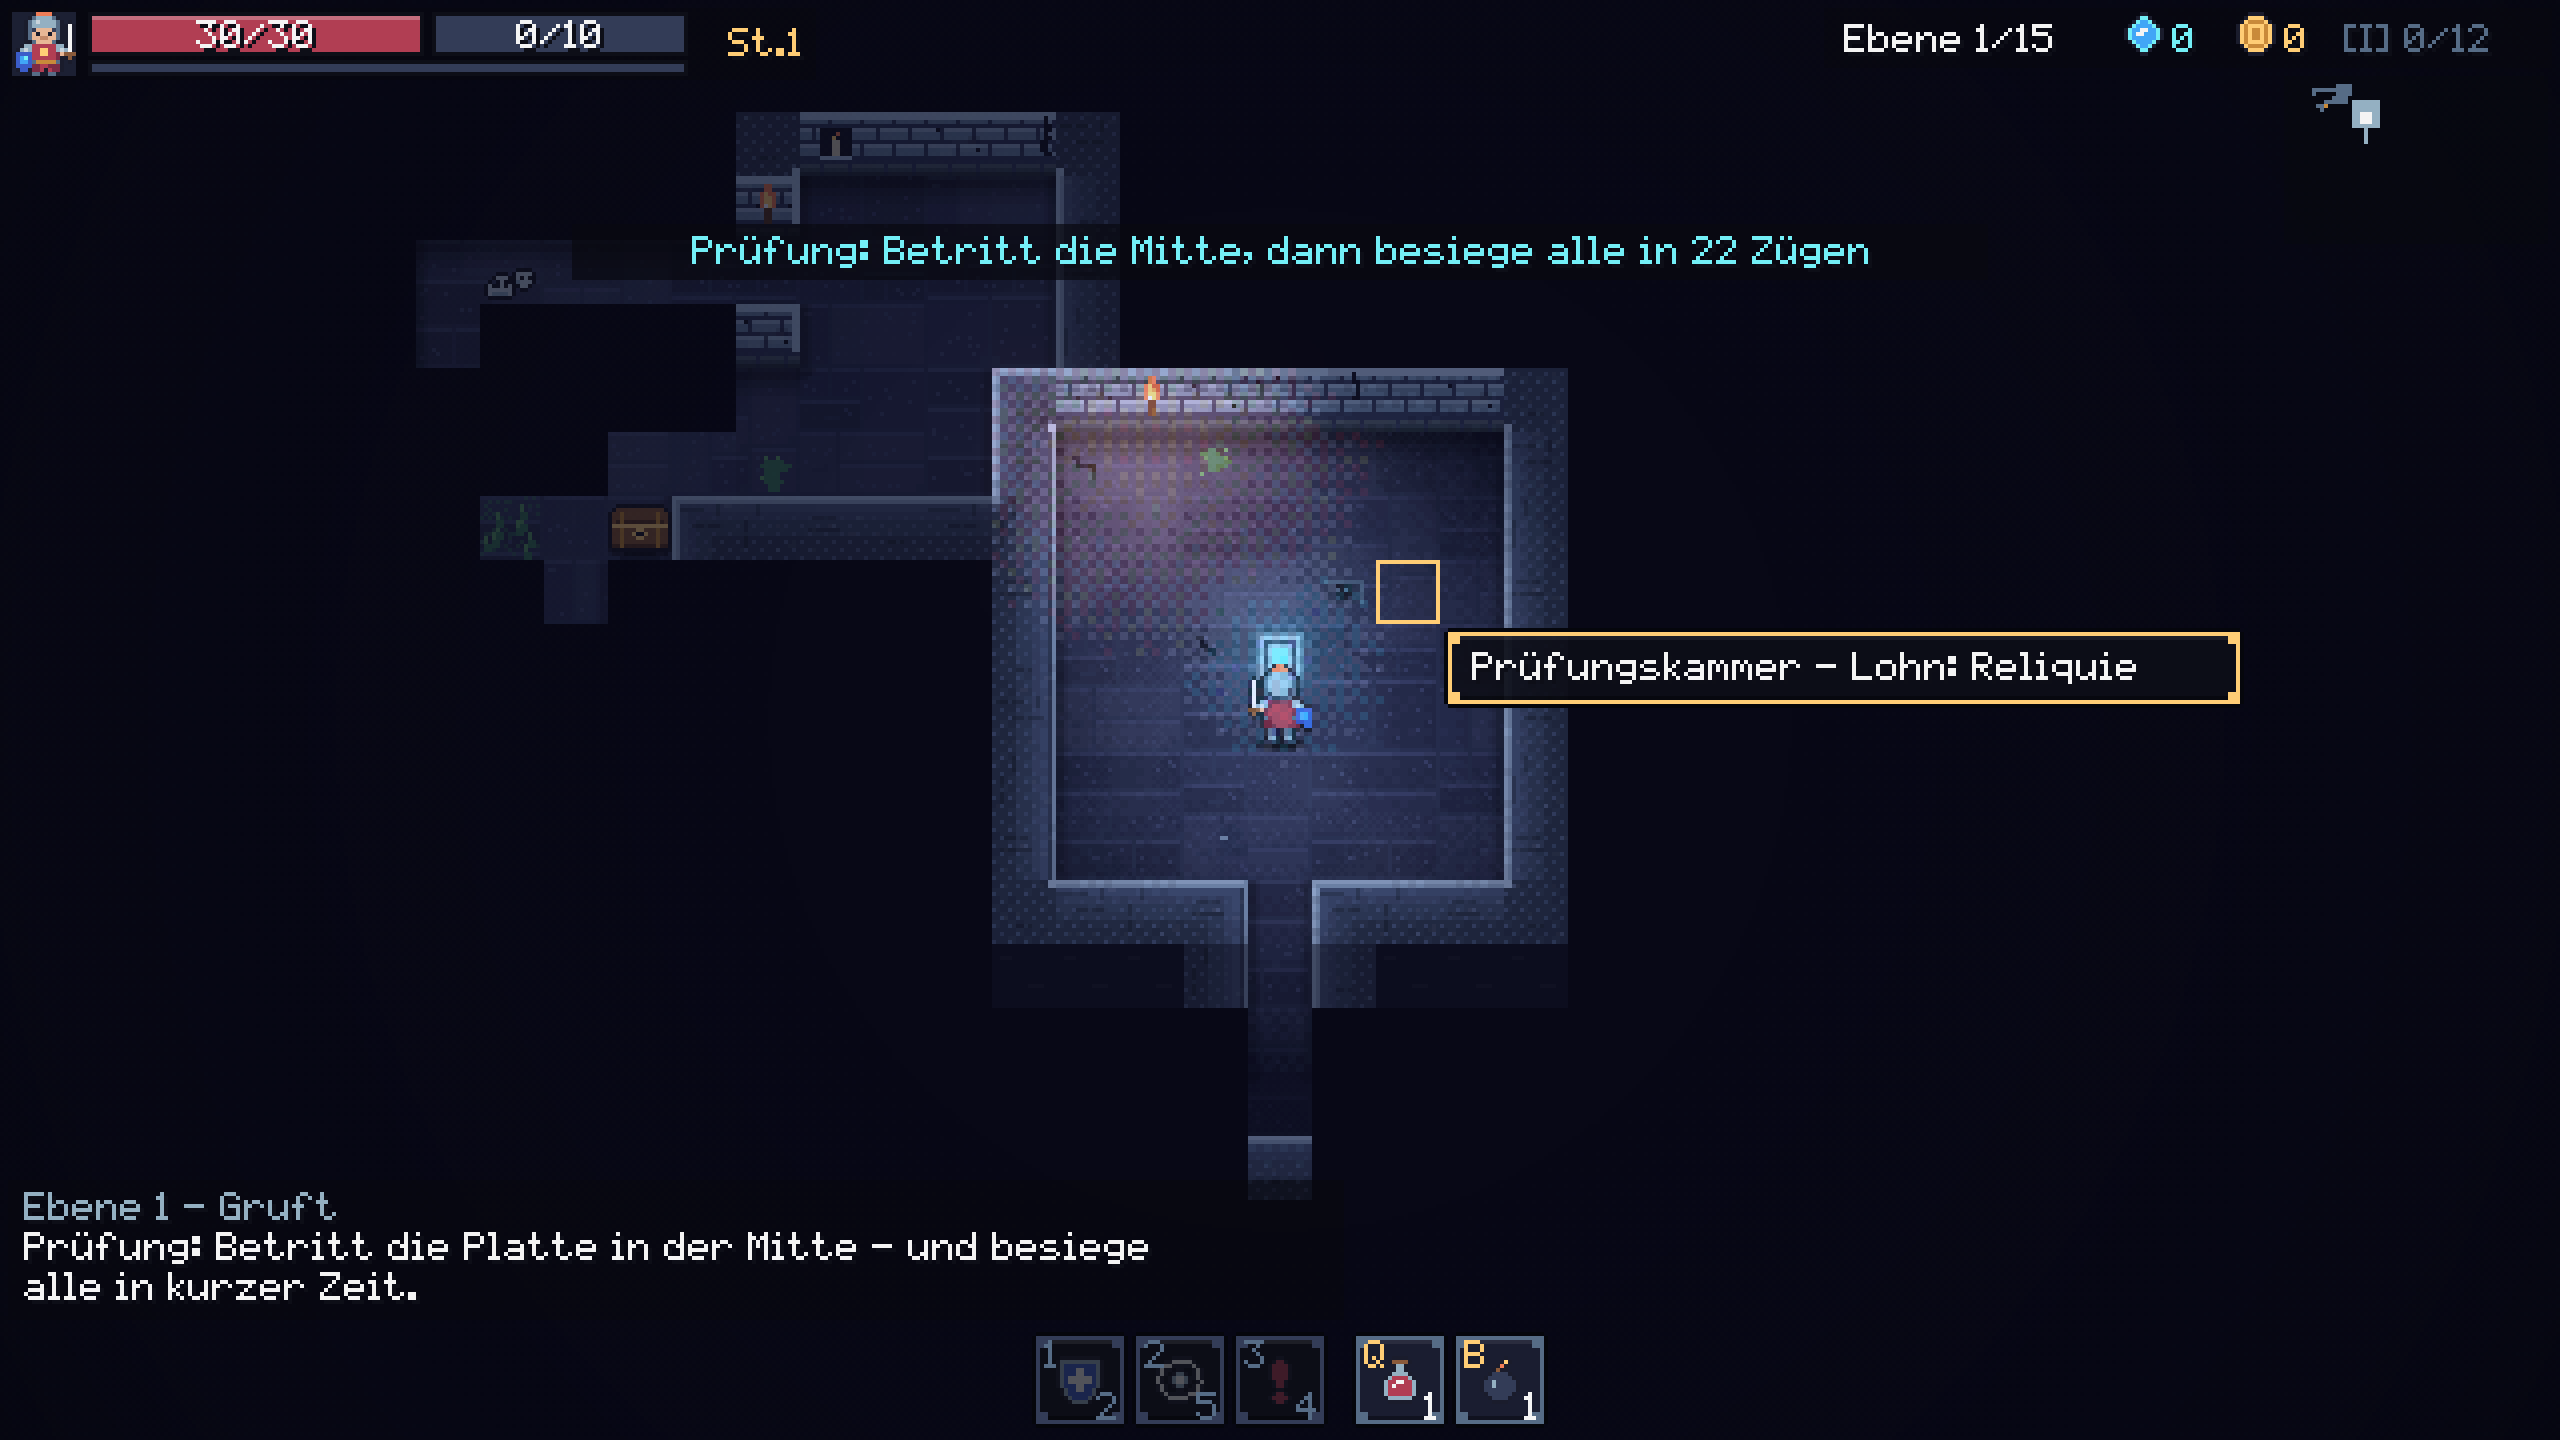 30/30 0/10 St.1 Ebene 1/15 0 0 [I] 0/12
Prüfung: Betritt die Mitte, dann besiege alle in 22 Zügen
Prüfungskammer – Lohn: Reliquie
Ebene 1 – Gruft
Prüfung: Betritt die Platte in der Mitte – und besiege
alle in kurzer Zeit.
1 2 3 Q B
2 5 4 1 1